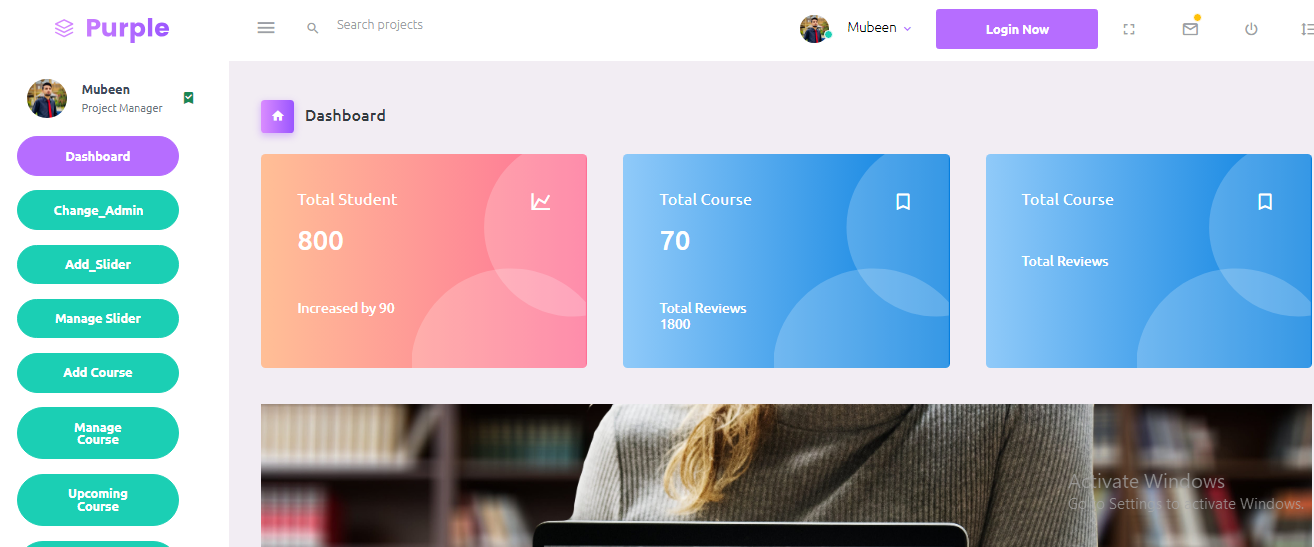 Purple
Search projects
Mubeen
Login Now
Mubeen
Project Manager
Dashboard
Change_Admin
Add_Slider
Manage Slider
Add Course
Manage
Course
Upcoming
Course
Dashboard
Total Student
800
Increased by 90
Total Course
70
Total Reviews
1800
Total Course
Total Reviews
Activate Windows
Go to Settings to activate Windows.